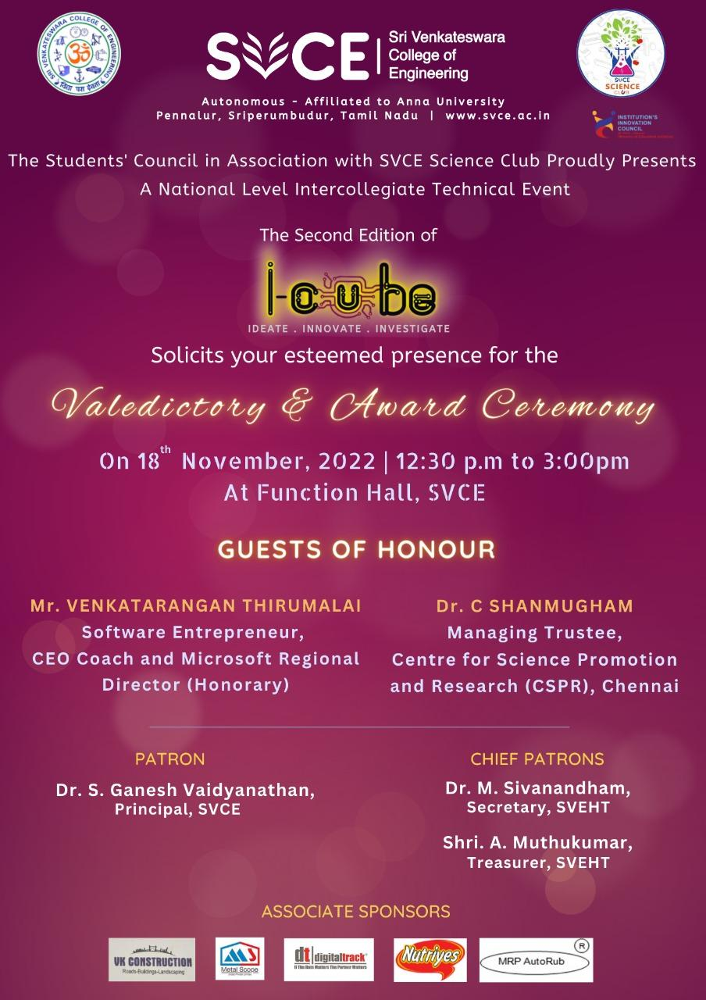 SRI VENKATESWARA COLLEGE OF ENGINEERING
SVCE
Sri Venkateswara
College of
Engineering
SVCE
SCIENCE
CLUB
Autonomous - Affiliated to Anna University
Pennalur, Sriperumbudur, Tamil Nadu | www.svce.ac.in
INSTITUTION'S
INNOVATION
COUNCIL
The Students' Council in Association with SVCE Science Club Proudly Presents
A National Level Intercollegiate Technical Event
The Second Edition of
i-cube
IDEATE . INNOVATE . INVESTIGATE
Solicits your esteemed presence for the
Valedictory & Award Ceremony
On 18th November, 2022 | 12:30 p.m to 3:00pm
At Function Hall, SVCE
GUESTS OF HONOUR
Mr. VENKATARANGAN THIRUMALAI
Software Entrepreneur,
CEO Coach and Microsoft Regional
Director (Honorary)
Dr. C SHANMUGHAM
Managing Trustee,
Centre for Science Promotion
and Research (CSPR), Chennai
PATRON
Dr. S. Ganesh Vaidyanathan,
Principal, SVCE
CHIEF PATRONS
Dr. M. Sivanandham,
Secretary, SVEHT
Shri. A. Muthukumar,
Treasurer, SVEHT
ASSOCIATE SPONSORS
VK CONSTRUCTION
Roads-Buildings-Landscaping
Metal Scope
dt digitaltrack
If The Data Matters The Partner Matters
Nutriyes
MRP AutoRub
R